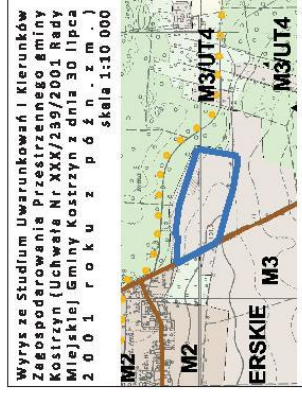 Wyrys ze Studium Uwarunkowań i Kierunków
Zagospodarowania Przestrzennego gminy
Kostrzyn (Uchwała Nr XXX/239/2001 Rady
Miejskiej Gminy Kostrzyn z dnia 30 lipca
2001 roku z późn.zm.)
skala 1:10 000
M2
M2
ERSKIE
M3
M3/UT4
M3/UT4